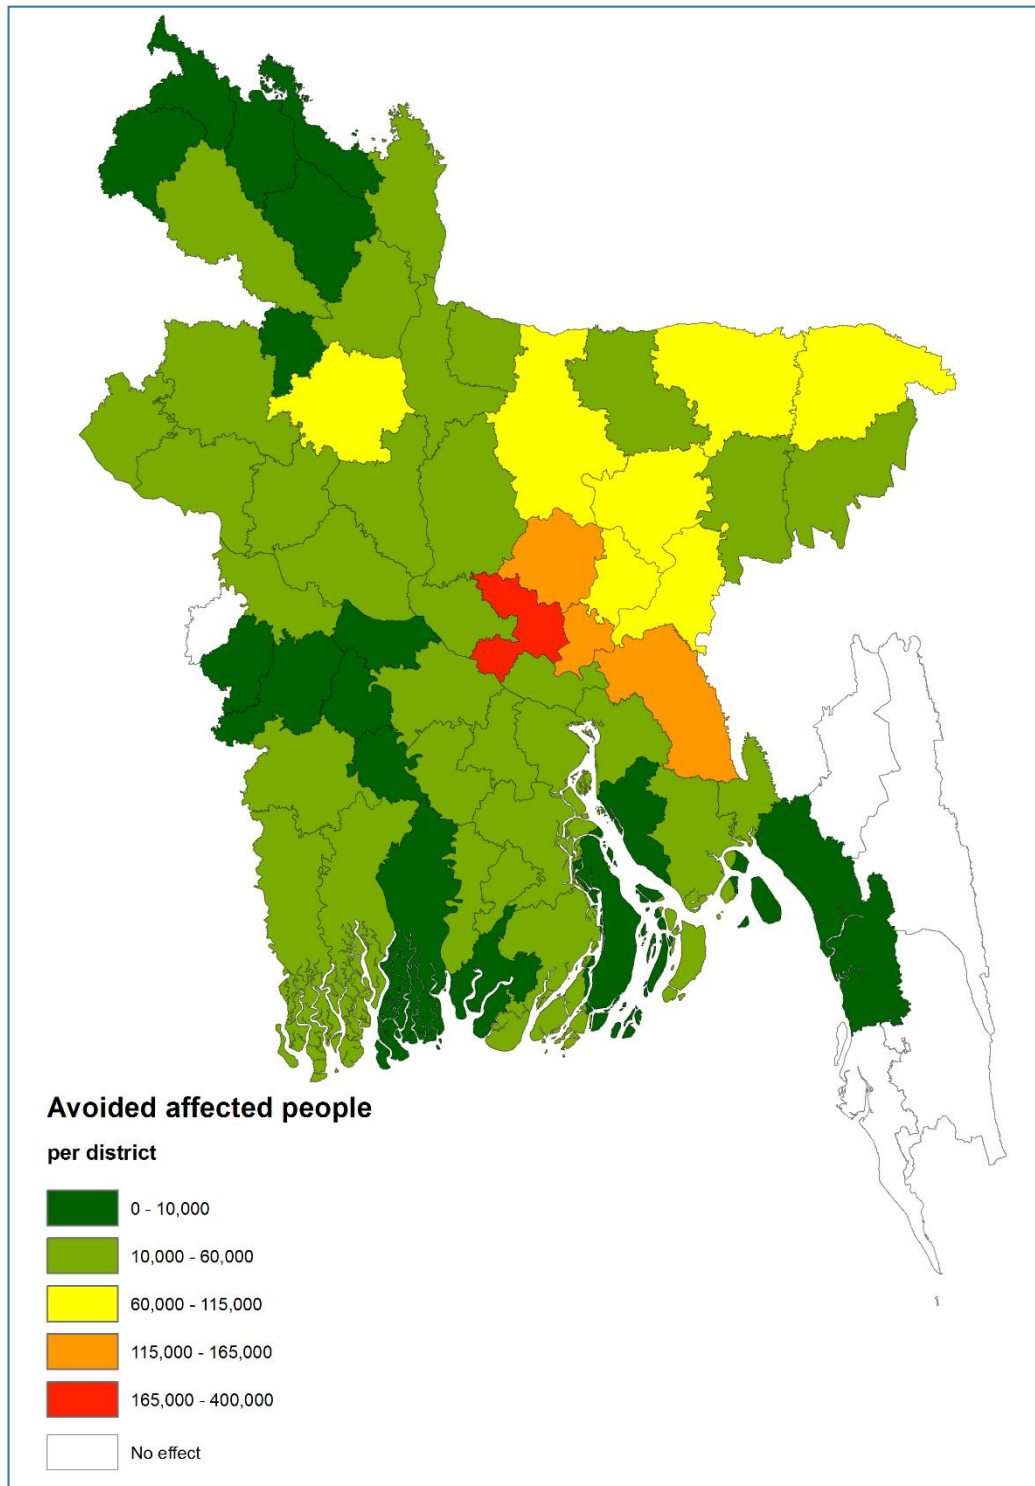 Avoided affected people
per district
0 - 10,000
10,000 - 60,000
60,000 - 115,000
115,000 - 165,000
165,000 - 400,000
No effect